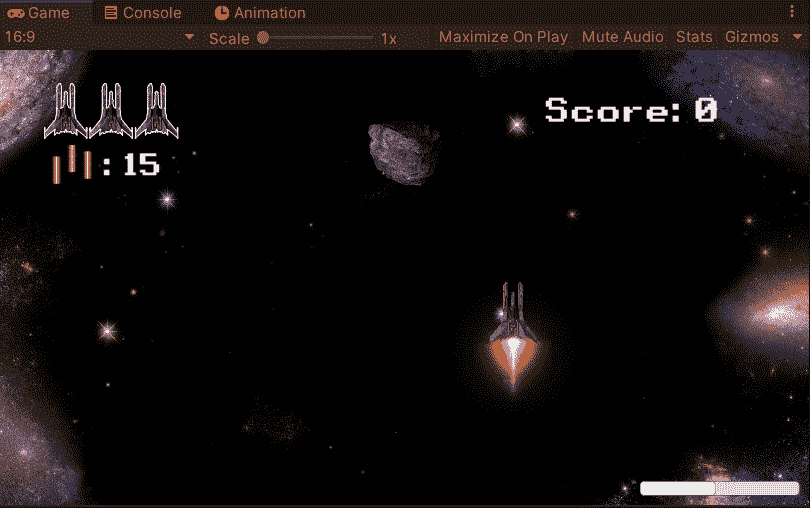 Game Console Animation
16:9 Scale 1x Maximize On Play Mute Audio Stats Gizmos
Score: 0
: 15